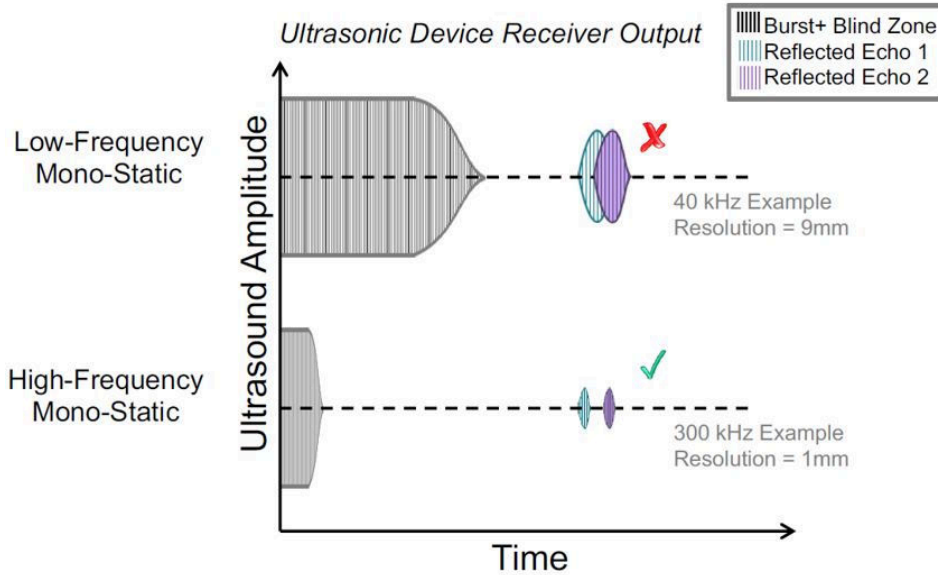 Ultrasonic Device Receiver Output
Burst+ Blind Zone
Reflected Echo 1
Reflected Echo 2
Low-Frequency
Mono-Static
Ultrasound Amplitude
40 kHz Example
Resolution = 9mm
High-Frequency
Mono-Static
300 kHz Example
Resolution = 1mm
Time